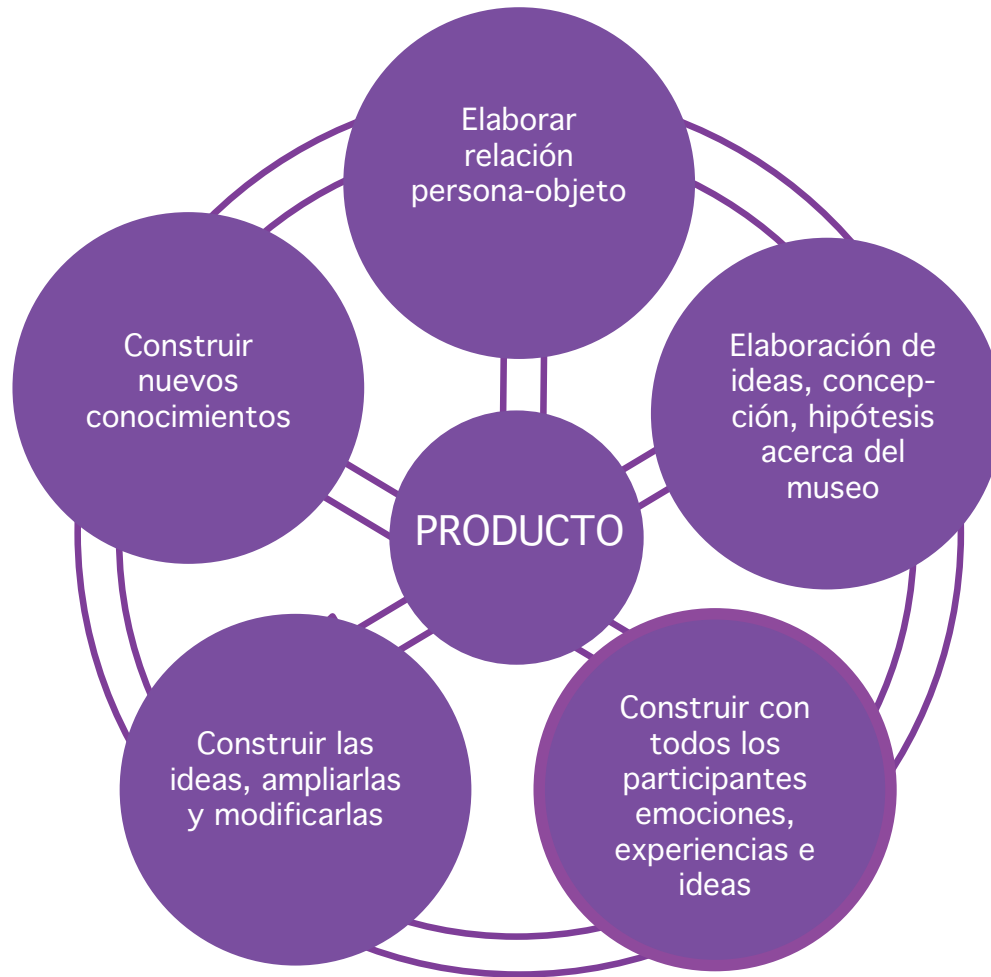 Elaborar
relación
persona-objeto
Elaboración de
ideas, concep-
ción, hipótesis
acerca del
museo
Construir con
todos los
participantes
emociones,
experiencias e
ideas
Construir las
ideas, ampliarlas
y modificarlas
Construir
nuevos
conocimientos
PRODUCTO